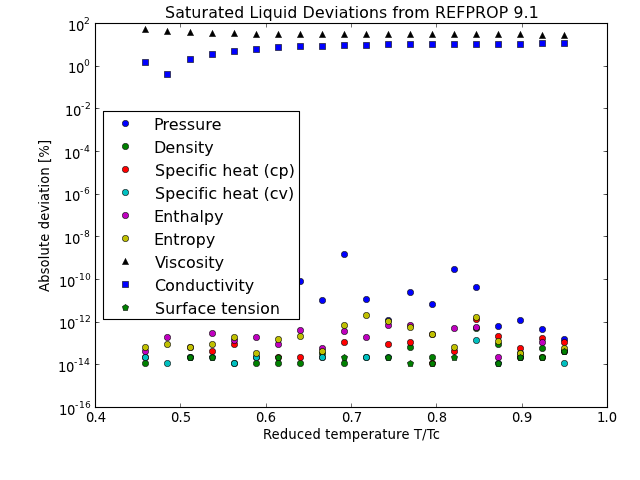 Saturated Liquid Deviations from REFPROP 9.1
10^2
10^0
10^-2
10^-4
10^-6
10^-8
10^-10
10^-12
10^-14
10^-16
Absolute deviation [%]
Pressure
Density
Specific heat (cp)
Specific heat (cv)
Enthalpy
Entropy
Viscosity
Conductivity
Surface tension
0.4 0.5 0.6 0.7 0.8 0.9 1.0
Reduced temperature T/Tc